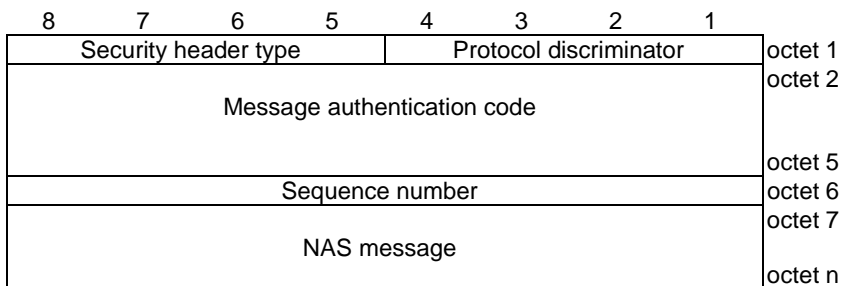 8 7 6 5 4 3 2 1
Security header type Protocol discriminator octet 1
octet 2
Message authentication code
octet 5
Sequence number octet 6
octet 7
NAS message
octet n